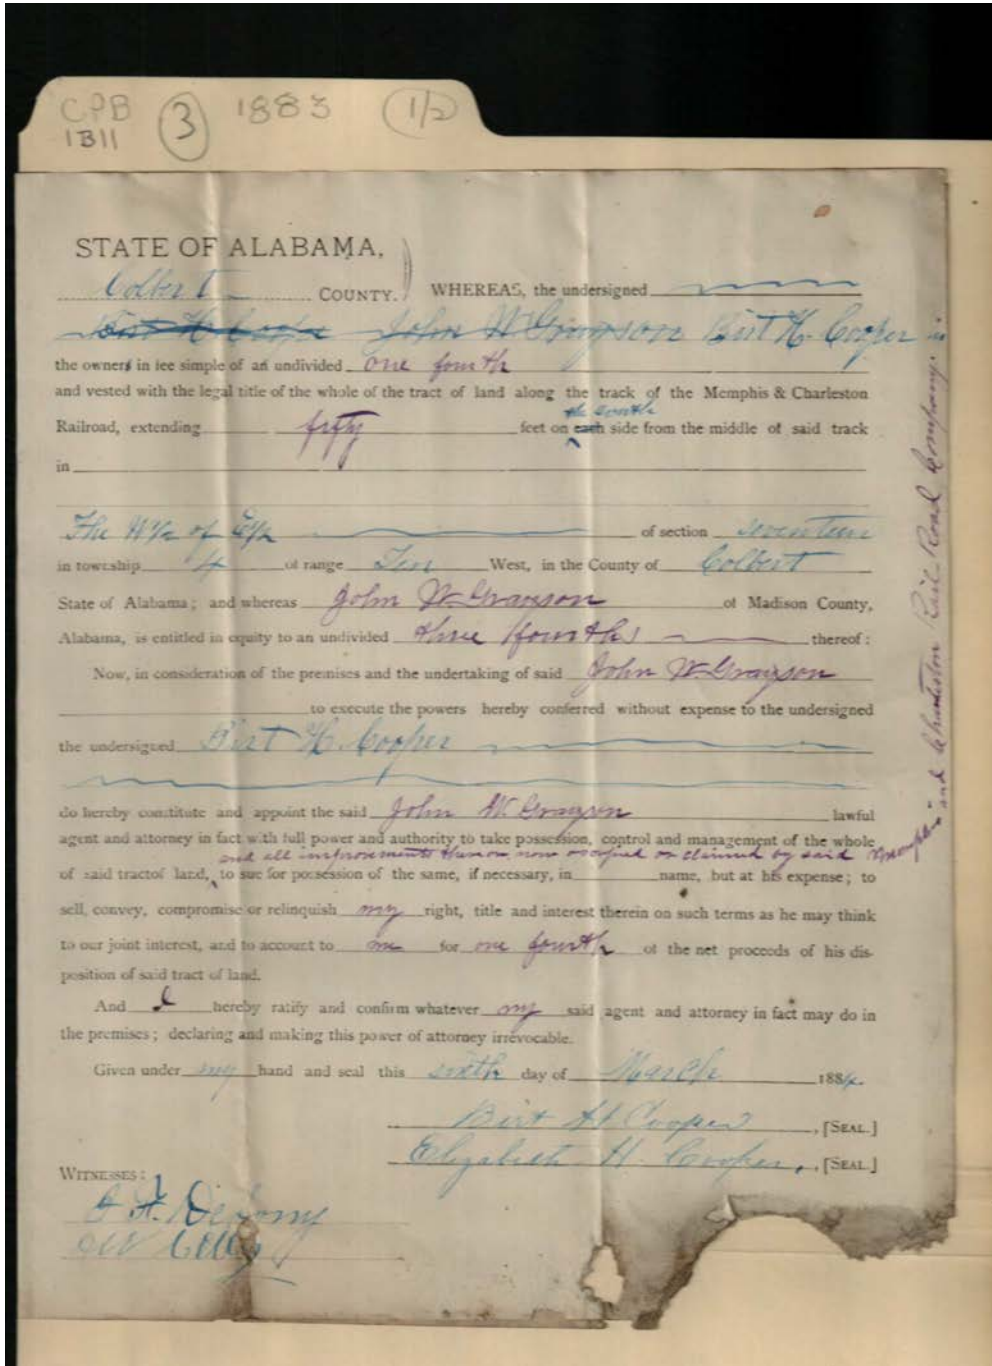 CPB 3 1883 1/2
1B11
STATE OF ALABAMA,
Colbert COUNTY. WHEREAS, the undersigned
Birt H. Cooper John W Grayson Birt H. Cooper is
the owners in fee simple of an undivided one fourth
and vested with the legal title of the whole of the tract of land along the track of the Memphis & Charleston
the south
Railroad, extending fifty feet on each side from the middle of said track
in
The W½ of E½ of section seventeen
in township 4 of range Ten West, in the County of Colbert
State of Alabama; and whereas John W Grayson of Madison County,
Alabama, is entitled in equity to an undivided three fourths thereof:
Now, in consideration of the premises and the undertaking of said John W. Grayson
to execute the powers hereby conferred without expense to the undersigned
the undersigned Birt H. Cooper
do hereby constitute and appoint the said John W Grayson lawful
agent and attorney in fact with full power and authority to take possession, control and management of the whole
and all improvements thereon now occupied or claimed by said Memphis
and Charleston Rail-Road Company.
of said tractof land, to sue for possession of the same, if necessary, in name, but at his expense; to
sell, convey, compromise or relinquish my right, title and interest therein on such terms as he may think
to our joint interest, and to account to me for one fourth of the net proceeds of his dis-
position of said tract of land.
And I hereby ratify and confirm whatever my said agent and attorney in fact may do in
the premises; declaring and making this power of attorney irrevocable.
Given under my hand and seal this sixth day of March 1884.
Birt H Cooper, [SEAL.]
Elizabeth H. Cooper, [SEAL.]
WITNESSES: